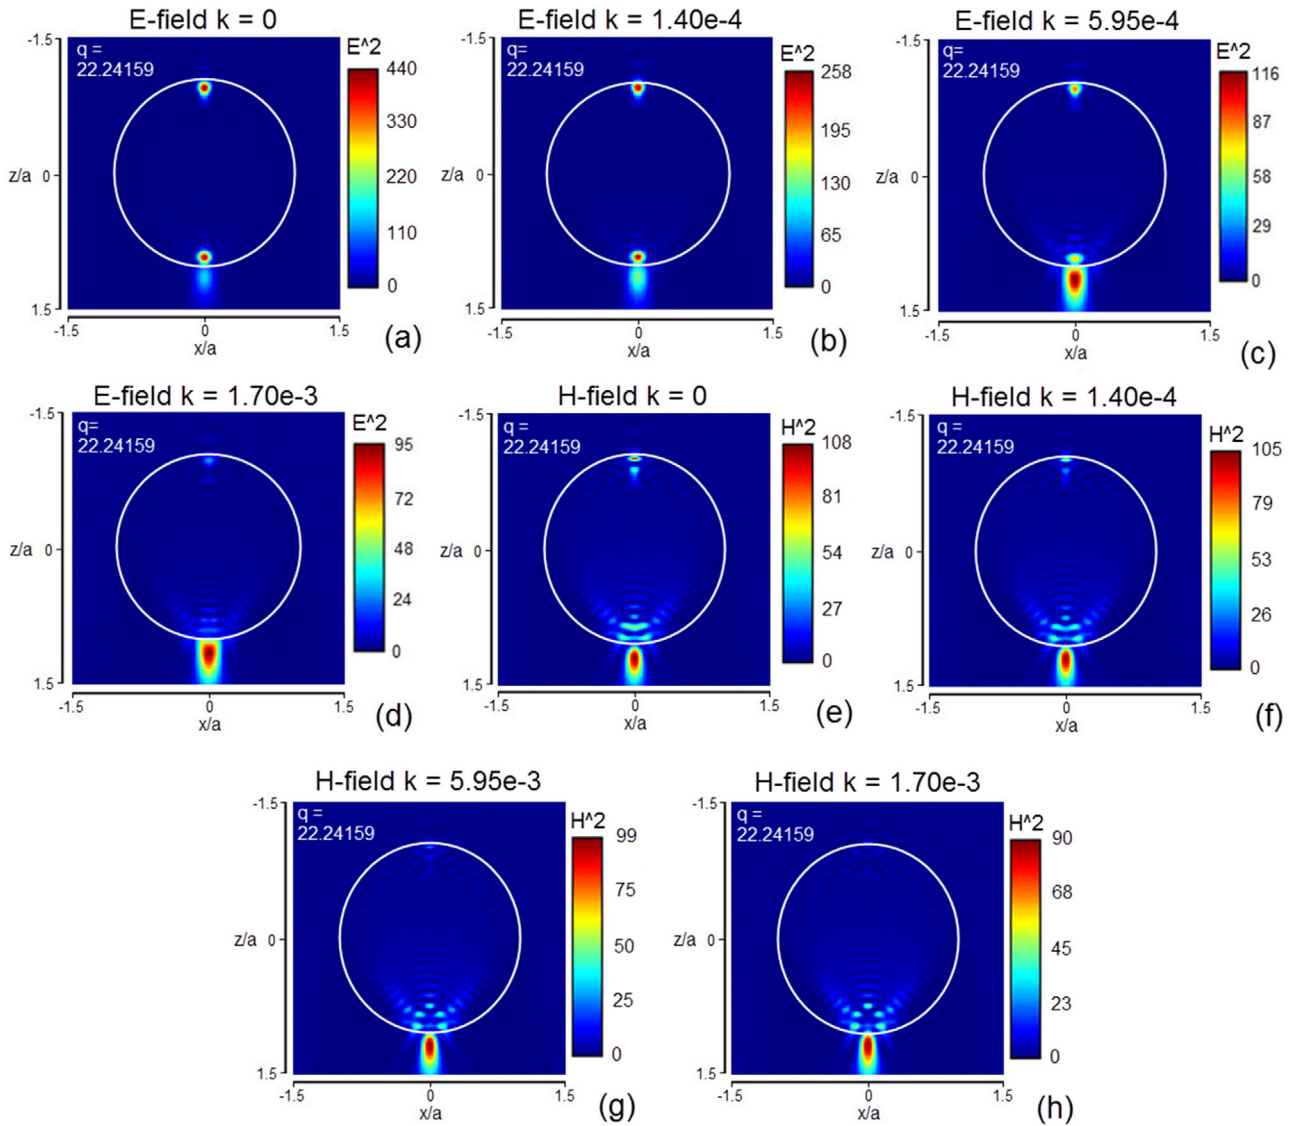 E-field k = 0
E^2
-1.5
q =
22.24159
440
330
z/a 0
220
110
0
1.5
-1.5
0
1.5
x/a
(a)
E-field k = 1.40e-4
E^2
-1.5
q =
22.24159
258
195
z/a 0
130
65
0
1.5
-1.5
0
1.5
x/a
(b)
E-field k = 5.95e-4
E^2
-1.5
q=
22.24159
116
87
z/a 0
58
29
0
1.5
-1.5
0
1.5
x/a
(c)
E-field k = 1.70e-3
E^2
-1.5
q=
22.24159
95
72
z/a 0
48
24
0
1.5
-1.5
0
1.5
x/a
(d)
H-field k = 0
H^2
-1.5
q =
22.24159
108
81
z/a 0
54
27
0
1.5
-1.5
0
1.5
x/a
(e)
H-field k = 1.40e-4
H^2
-1.5
q =
22.24159
105
79
z/a 0
53
26
0
1.5
-1.5
0
1.5
x/a
(f)
H-field k = 5.95e-3
H^2
-1.5
q =
22.24159
99
75
z/a 0
50
25
0
1.5
-1.5
0
1.5
x/a
(g)
H-field k = 1.70e-3
H^2
-1.5
q =
22.24159
90
68
z/a 0
45
23
0
1.5
-1.5
0
1.5
x/a
(h)